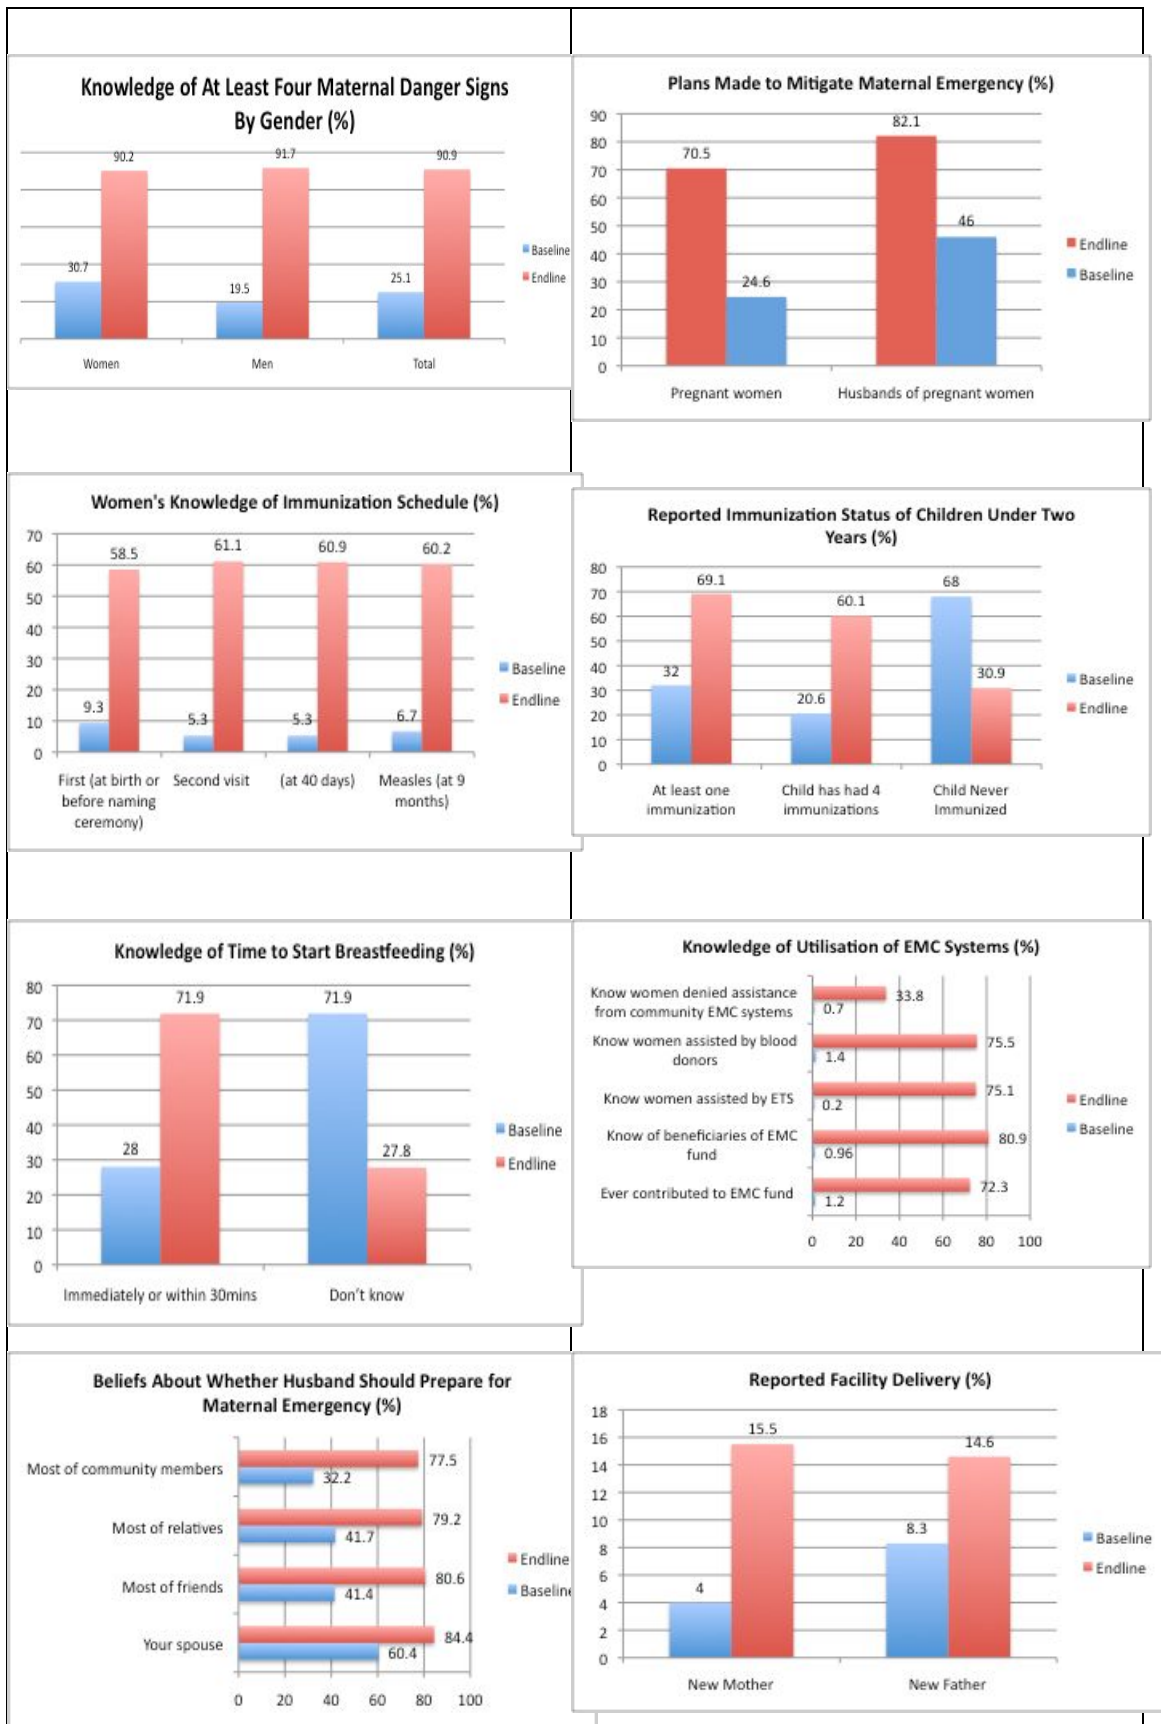 Knowledge of At Least Four Maternal Danger Signs
By Gender (%)
90.2
91.7
90.9
30.7
19.5
25.1
Baseline
Endline
Women
Men
Total
Plans Made to Mitigate Maternal Emergency (%)
90
80
70
60
50
40
30
20
10
0
70.5
24.6
82.1
46
Endline
Baseline
Pregnant women
Husbands of pregnant women
Women's Knowledge of Immunization Schedule (%)
70
60
50
40
30
20
10
0
9.3
58.5
5.3
61.1
5.3
60.9
6.7
60.2
Baseline
Endline
First (at birth or
before naming
ceremony)
Second visit
(at 40 days)
Measles (at 9
months)
Reported Immunization Status of Children Under Two
Years (%)
80
70
60
50
40
30
20
10
0
32
69.1
20.6
60.1
68
30.9
Baseline
Endline
At least one
immunization
Child has had 4
immunizations
Child Never
Immunized
Knowledge of Time to Start Breastfeeding (%)
80
70
60
50
40
30
20
10
0
28
71.9
71.9
27.8
Baseline
Endline
Immediately or within 30mins
Don't know
Knowledge of Utilisation of EMC Systems (%)
Know women denied assistance
from community EMC systems
33.8
0.7
Know women assisted by blood
donors
75.5
1.4
Know women assisted by ETS
75.1
0.2
Know of beneficiaries of EMC
fund
80.9
0.96
Ever contributed to EMC fund
72.3
1.2
Endline
Baseline
0 20 40 60 80 100
Beliefs About Whether Husband Should Prepare for
Maternal Emergency (%)
Most of community members
77.5
32.2
Most of relatives
79.2
41.7
Most of friends
80.6
41.4
Your spouse
84.4
60.4
Endline
Baseline
0 20 40 60 80 100
Reported Facility Delivery (%)
18
16
14
12
10
8
6
4
2
0
4
15.5
8.3
14.6
Baseline
Endline
New Mother
New Father